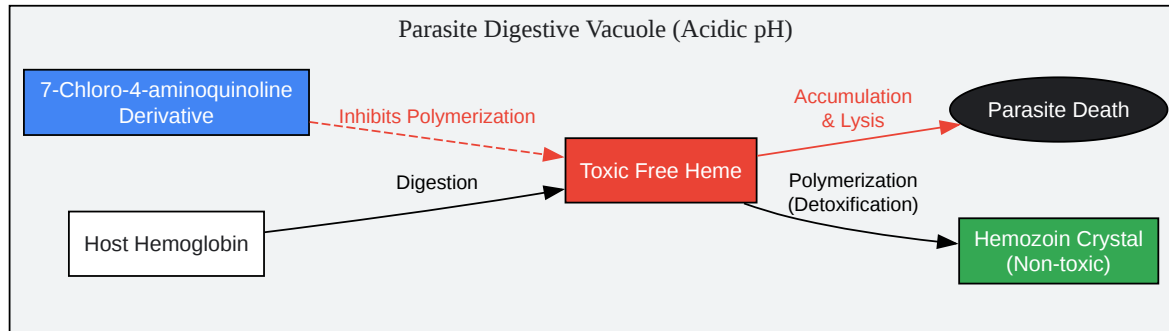 Parasite Digestive Vacuole (Acidic pH)
7-Chloro-4-aminoquinoline
Derivative
Inhibits Polymerization
Accumulation
& Lysis
Parasite Death
Toxic Free Heme
Digestion
Polymerization
(Detoxification)
Host Hemoglobin
Hemozoin Crystal
(Non-toxic)